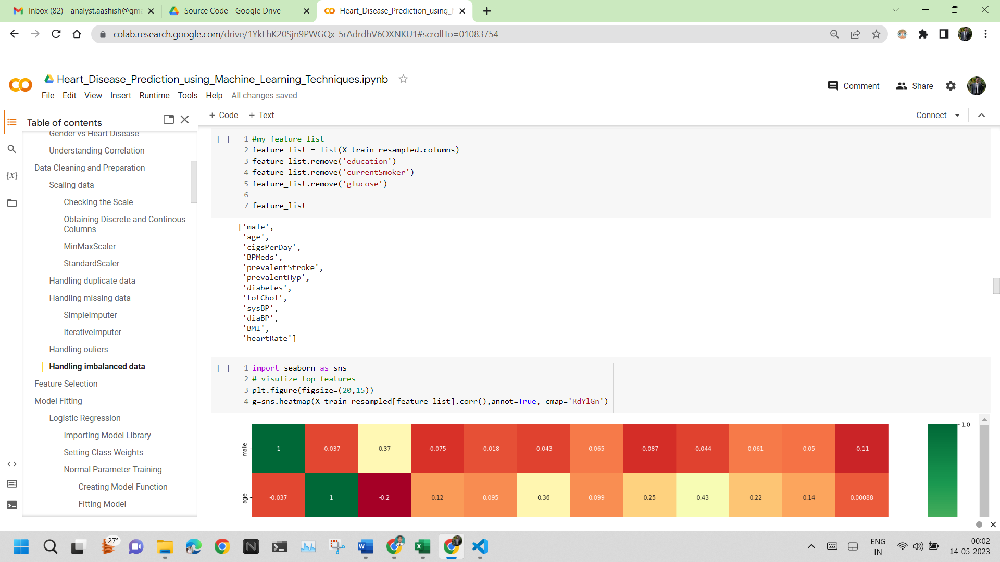 Inbox (82) - analyst.aashish@gm
Source Code - Google Drive
Heart_Disease_Prediction_using_
colab.research.google.com/drive/1YkLhK20Sjn9PWGQx_5rAdrdhV6OXNKU1#scrollTo=01083754
CO
Heart_Disease_Prediction_using_Machine_Learning_Techniques.ipynb
Comment
Share
File Edit View Insert Runtime Tools Help All changes saved
Table of contents
+ Code + Text
Connect
Gender vs Heart Disease
Understanding Correlation
Data Cleaning and Preparation
Scaling data
Checking the Scale
Obtaining Discrete and Continous
Columns
MinMaxScaler
StandardScaler
Handling duplicate data
Handling missing data
SimpleImputer
IterativeImputer
Handling ouliers
Handling imbalanced data
Feature Selection
Model Fitting
Logistic Regression
Importing Model Library
Setting Class Weights
Normal Parameter Training
Creating Model Function
Fitting Model
{x}
[ ] 1 #my feature list
2 feature_list = list(X_train_resampled.columns)
3 feature_list.remove('education')
4 feature_list.remove('currentSmoker')
5 feature_list.remove('glucose')
6
7 feature_list
['male',
'age',
'cigsPerDay',
'BPMeds',
'prevalentStroke',
'prevalentHyp',
'diabetes',
'totChol',
'sysBP',
'diaBP',
'BMI',
'heartRate']
[ ] 1 import seaborn as sns
2 # visulize top features
3 plt.figure(figsize=(20,15))
4 g=sns.heatmap(X_train_resampled[feature_list].corr(),annot=True, cmap='RdYlGn')
male 1 -0.037 0.37 -0.075 -0.018 -0.043 0.065 -0.087 -0.044 0.061 0.05 -0.11
1.0
age -0.037 1 -0.2 0.12 0.095 0.36 0.099 0.25 0.43 0.22 0.14 0.00088
27°
ENG
IN
00:02
14-05-2023